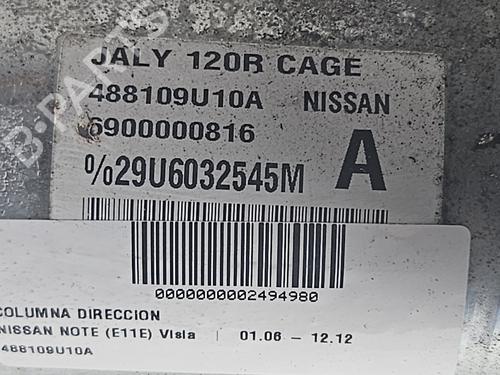 JALY 120R CAGE
488109U10A NISSAN
6900000816
%29U6032545M A
0000000002494980
COLUMNA DIRECCION
NISSAN NOTE (E11E) Visia | 01.06 – 12.12
488109U10A
B-PARTS